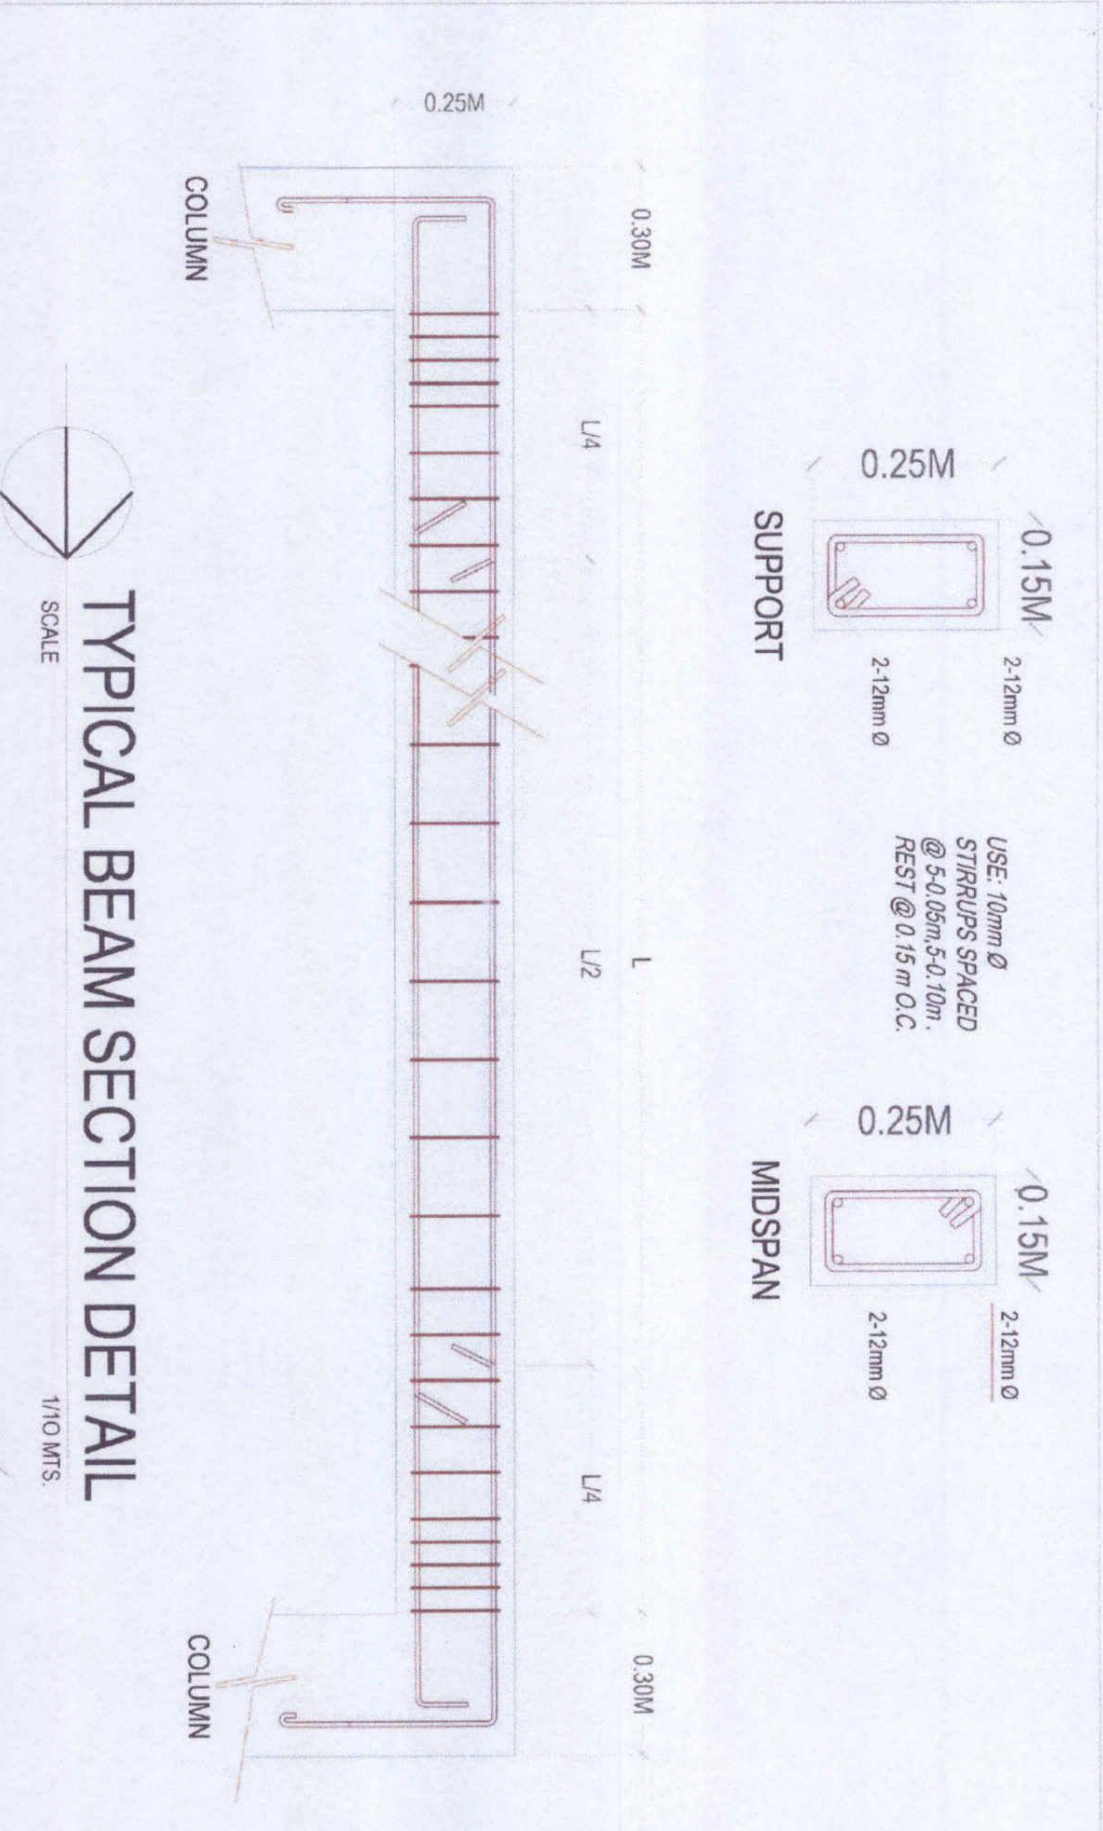 0.25M
0.15M
2-12mm Ø
2-12mm Ø
SUPPORT
USE: 10mm Ø
STIRRUPS SPACED
@ 5-0.05m,5-0.10m.
REST @ 0.15 m O.C.
0.25M
0.15M
2-12mm Ø
2-12mm Ø
MIDSPAN
0.30M
L
0.30M
L/4
L/2
L/4
0.25M
COLUMN
COLUMN
TYPICAL BEAM SECTION DETAIL
SCALE
1/10 MTS.